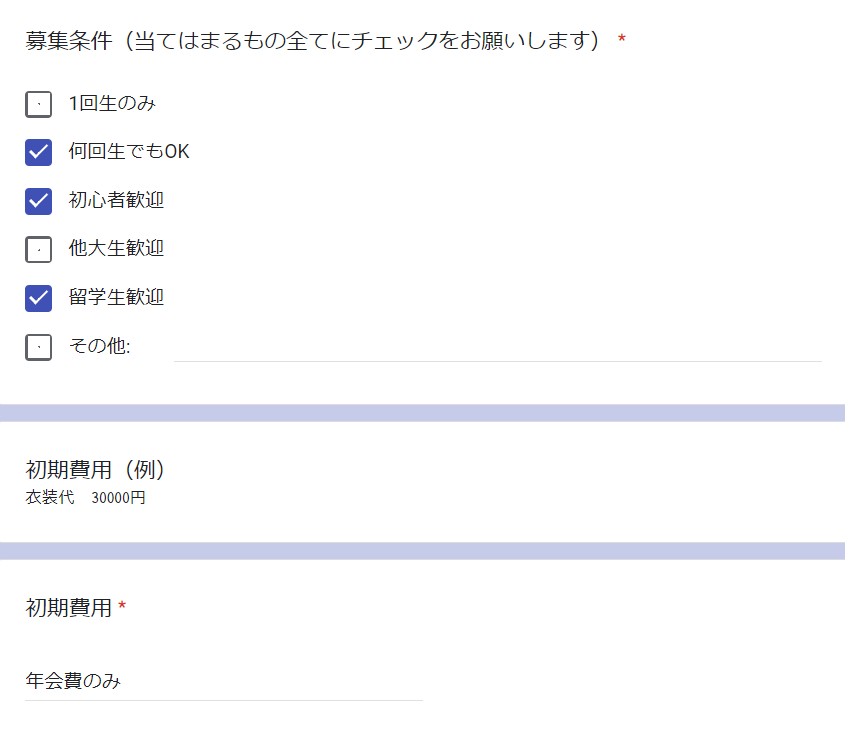 募集条件（当てはまるもの全てにチェックをお願いします） *
1回生のみ
何回生でもOK
初心者歓迎
他大生歓迎
留学生歓迎
その他:
初期費用（例）
衣装代　30000円
初期費用 *
年会費のみ